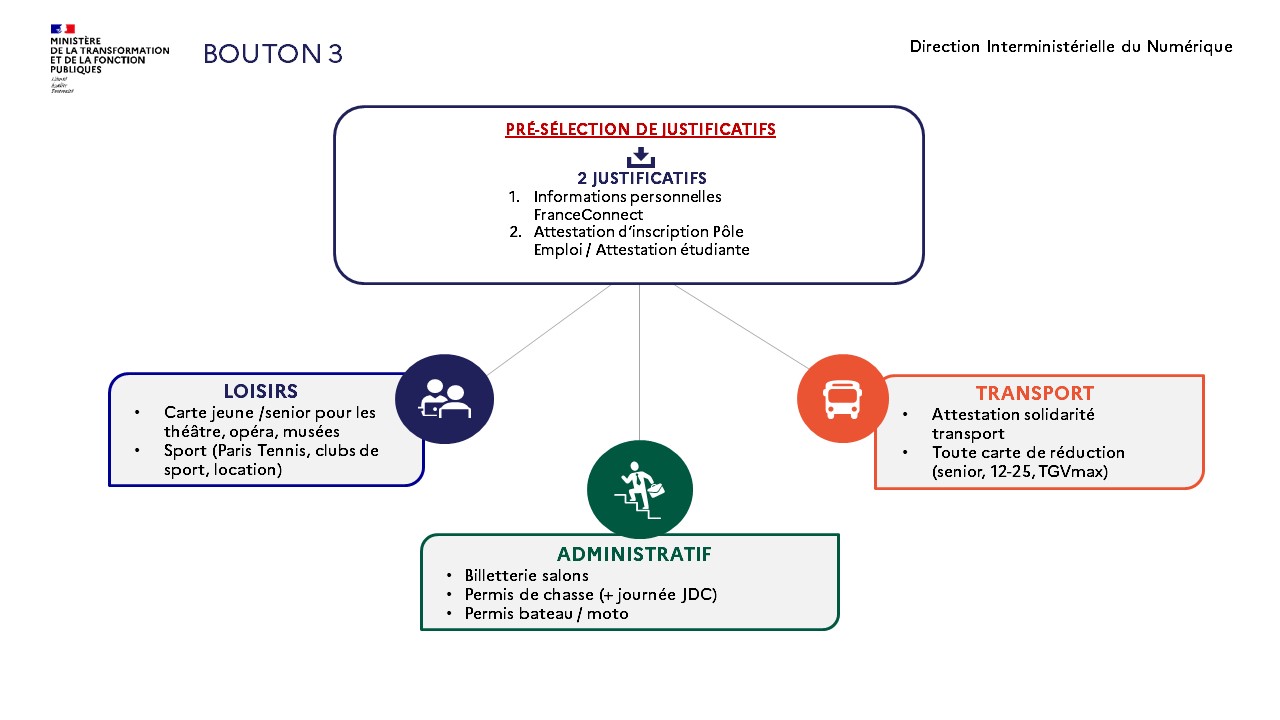 MINISTÈRE
DE LA TRANSFORMATION
ET DE LA FONCTION
PUBLIQUES
Liberté
Égalité
Fraternité
BOUTON 3
Direction Interministérielle du Numérique
PRÉ-SÉLECTION DE JUSTIFICATIFS
2 JUSTIFICATIFS
1. Informations personnelles
FranceConnect
2. Attestation d’inscription Pôle
Emploi / Attestation étudiante
LOISIRS
• Carte jeune /senior pour les
théâtre, opéra, musées
• Sport (Paris Tennis, clubs de
sport, location)
TRANSPORT
• Attestation solidarité
transport
• Toute carte de réduction
(senior, 12-25, TGVmax)
ADMINISTRATIF
• Billetterie salons
• Permis de chasse (+ journée JDC)
• Permis bateau / moto